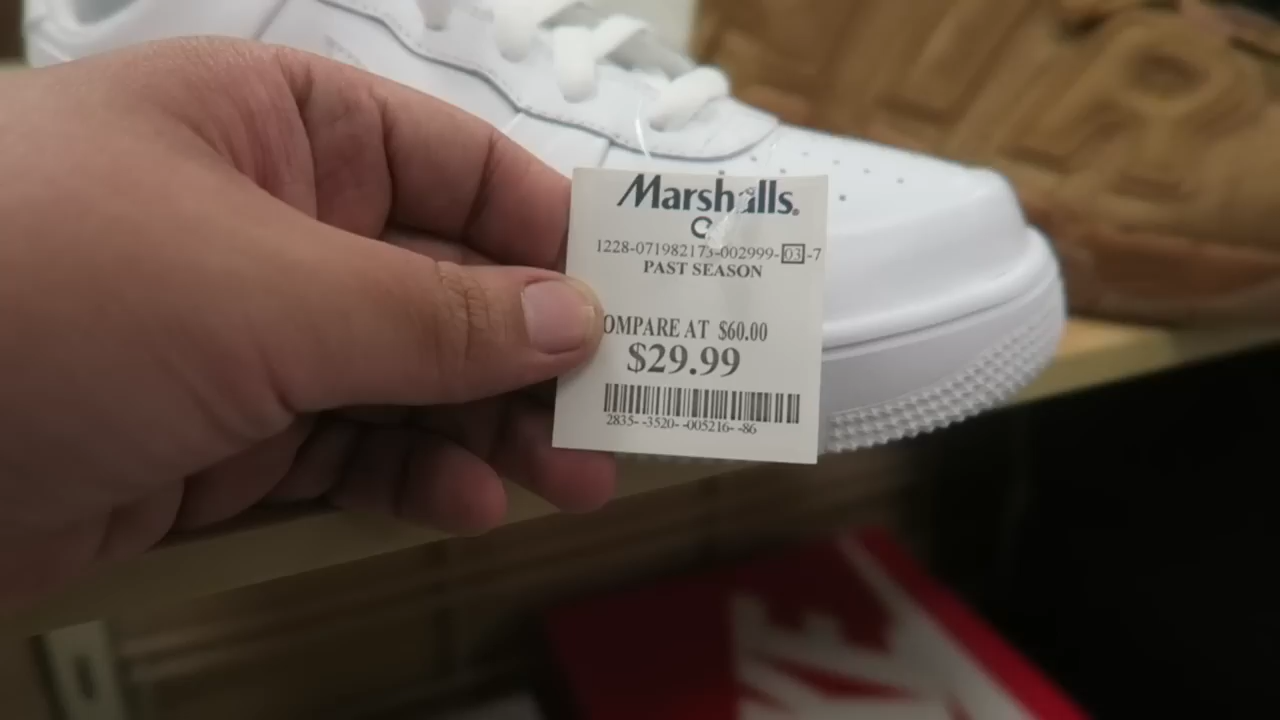 Marshalls.
C
1228-071982173-002999-03-7
PAST SEASON
OMPARE AT $60.00
$29.99
2835- -3520- -005216- -86